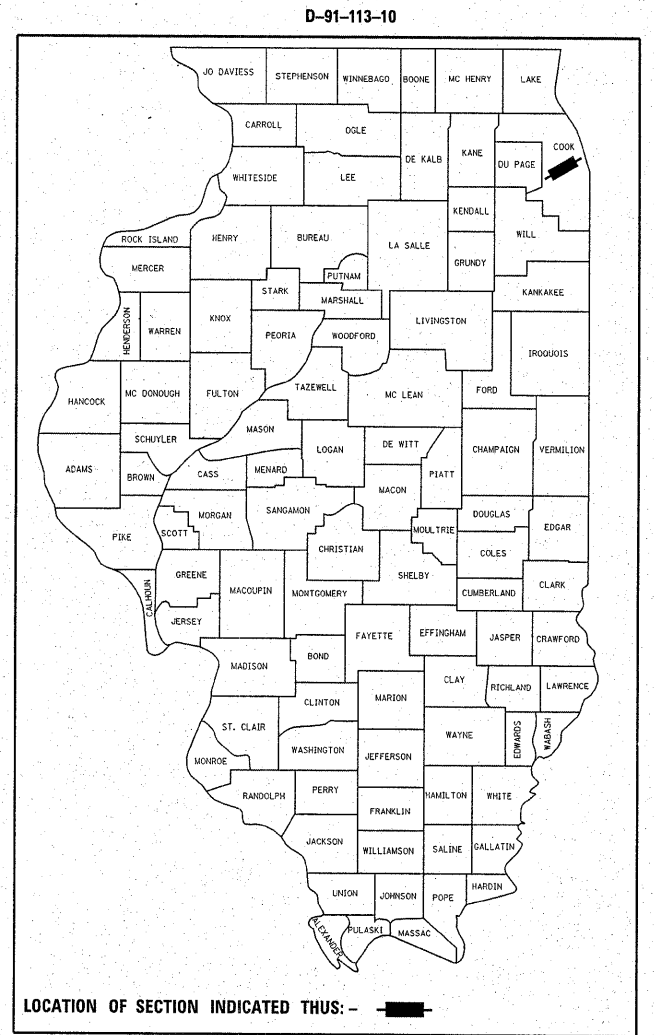 D-91-113-10
JO DAVIESS
STEPHENSON
WINNEBAGO
BOONE
MC HENRY
LAKE
CARROLL
OGLE
DE KALB
KANE
COOK
DU PAGE
WHITESIDE
LEE
KENDALL
ROCK ISLAND
HENRY
BUREAU
LA SALLE
WILL
GRUNDY
MERCER
PUTNAM
STARK
MARSHALL
KANKAKEE
HENDERSON
WARREN
KNOX
PEORIA
WOODFORD
LIVINGSTON
IROQUOIS
HANCOCK
MC DONOUGH
FULTON
TAZEWELL
MC LEAN
FORD
MASON
SCHUYLER
LOGAN
DE WITT
CHAMPAIGN
VERMILION
ADAMS
BROWN
CASS
MENARD
PIATT
MACON
MORGAN
SANGAMON
DOUGLAS
EDGAR
PIKE
SCOTT
MOULTRIE
CHRISTIAN
COLES
GREENE
MACOUPIN
MONTGOMERY
SHELBY
CUMBERLAND
CLARK
CALHOUN
JERSEY
FAYETTE
EFFINGHAM
JASPER
CRAWFORD
MADISON
BOND
CLAY
RICHLAND
LAWRENCE
CLINTON
MARION
ST. CLAIR
WAYNE
EDWARDS
WABASH
WASHINGTON
JEFFERSON
MONROE
RANDOLPH
PERRY
HAMILTON
WHITE
FRANKLIN
JACKSON
WILLIAMSON
SALINE
GALLATIN
UNION
JOHNSON
POPE
HARDIN
ALEXANDER
PULASKI
MASSAC
LOCATION OF SECTION INDICATED THUS: -